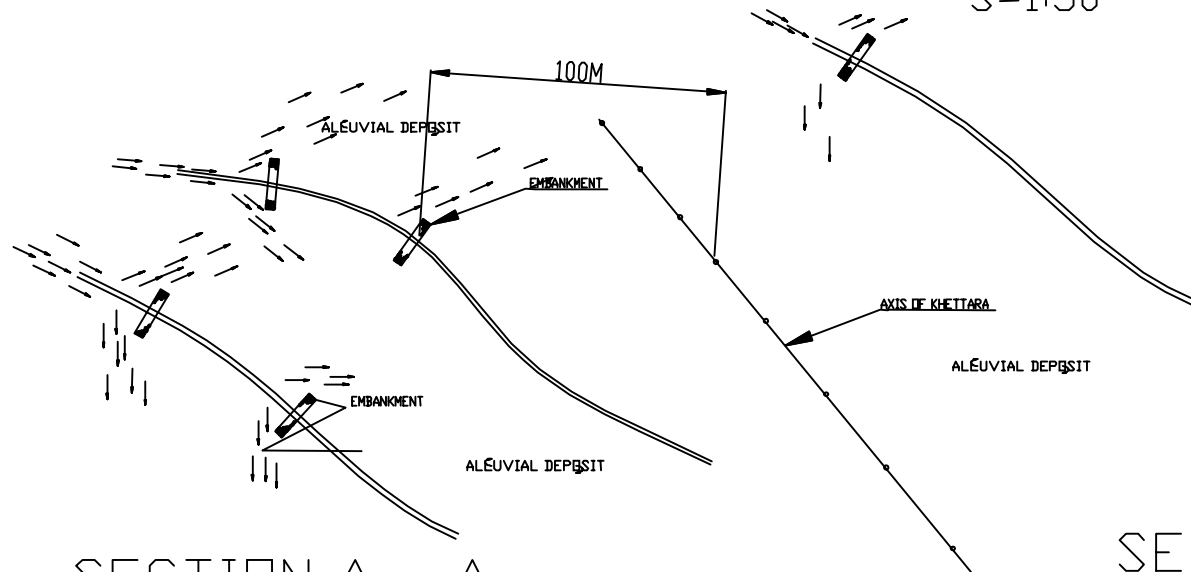 S-1:50
100M
ALEUVIAL DEPOSIT
EMBANKMENT
AXIS OF KHETTARA
ALEUVIAL DEPOSIT
EMBANKMENT
ALEUVIAL DEPOSIT
SECTION A A
SE